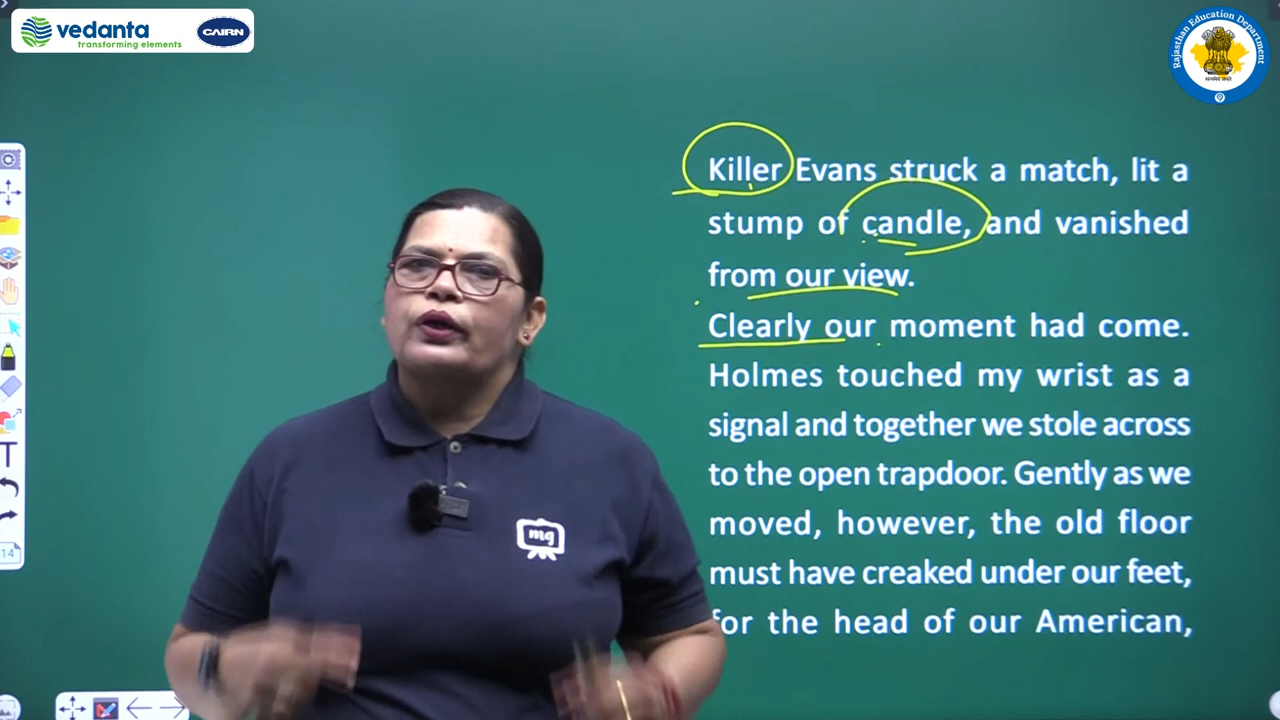 vedanta
transforming elements
CAIRN
Rajasthan Education Department
Killer Evans struck a match, lit a
stump of candle, and vanished
from our view.
Clearly our moment had come.
Holmes touched my wrist as a
signal and together we stole across
to the open trapdoor. Gently as we
moved, however, the old floor
must have creaked under our feet,
for the head of our American,
mg
14